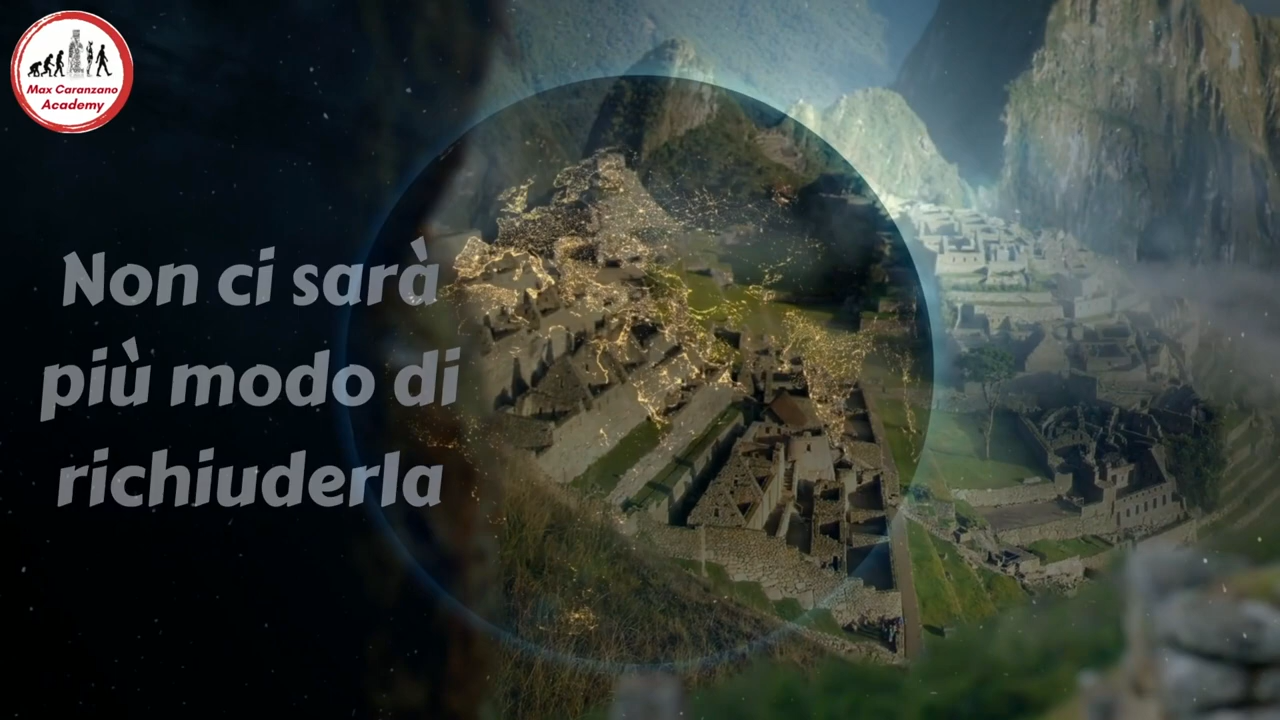 Max Caranzano
Academy
Non ci sarà
più modo di
richiuderla